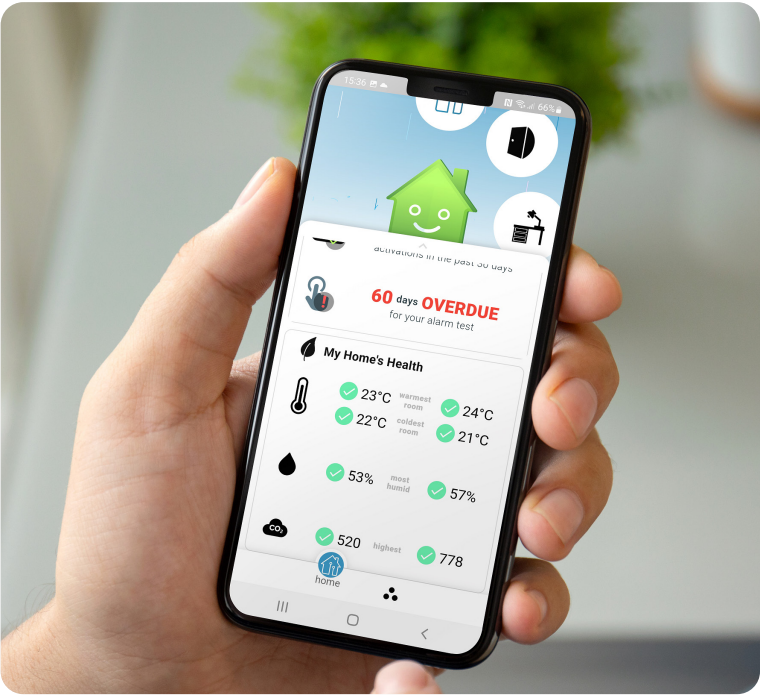 15:36
66%
activations in the past 30 days
60 days OVERDUE
for your alarm test
My Home's Health
23°C warmest room 24°C
22°C coldest room 21°C
53% most humid 57%
CO₂ 520 highest 778
home